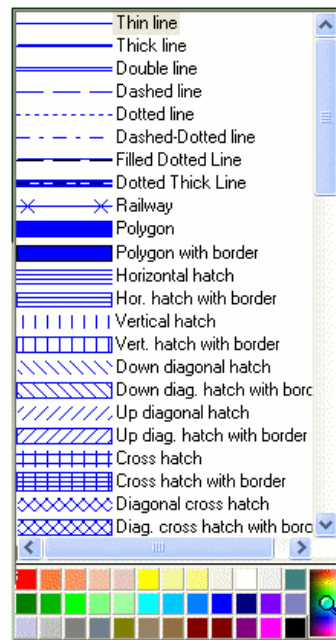 Thin line
Thick line
Double line
Dashed line
Dotted line
Dashed-Dotted line
Filled Dotted Line
Dotted Thick Line
Railway
Polygon
Polygon with border
Horizontal hatch
Hor. hatch with border
Vertical hatch
Vert. hatch with border
Down diagonal hatch
Down diag. hatch with borc
Up diagonal hatch
Up diag. hatch with border
Cross hatch
Cross hatch with border
Diagonal cross hatch
Diag. cross hatch with borc